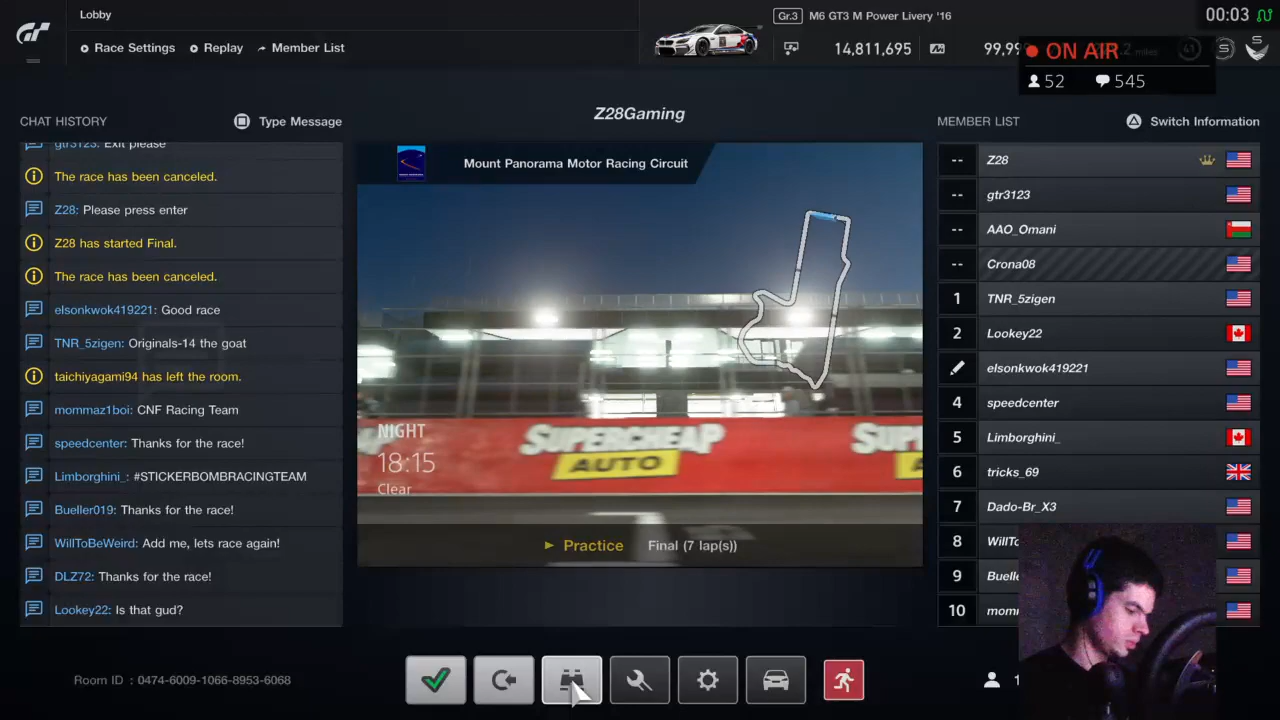 Lobby
Race Settings
Replay
Member List
Gr.3
M6 GT3 M Power Livery '16
14,811,695
99,99
00:03
ON AIR
52
545
S
S
Z28Gaming
CHAT HISTORY
Type Message
gtr3123: Exit please
The race has been canceled.
Z28: Please press enter
Z28 has started Final.
The race has been canceled.
elsonkwok419221: Good race
TNR_5zigen: Originals-14 the goat
taichiyagami94 has left the room.
mommaz1boi: CNF Racing Team
speedcenter: Thanks for the race!
Limborghini_: #STICKERBOMBRACINGTEAM
Bueller019: Thanks for the race!
WillToBeWeird: Add me, lets race again!
DLZ72: Thanks for the race!
Lookey22: Is that gud?
Mount Panorama Motor Racing Circuit
SUPERCHEAP
AUTO
NIGHT
18:15
Clear
Practice
Final (7 lap(s))
MEMBER LIST
Switch Information
-- Z28
-- gtr3123
-- AAO_Omani
-- Crona08
1 TNR_5zigen
2 Lookey22
elsonkwok419221
4 speedcenter
5 Limborghini_
6 tricks_69
7 Dado-Br_X3
8 WillTo
9 Buelle
10 momr
Room ID : 0474-6009-1066-8953-6068